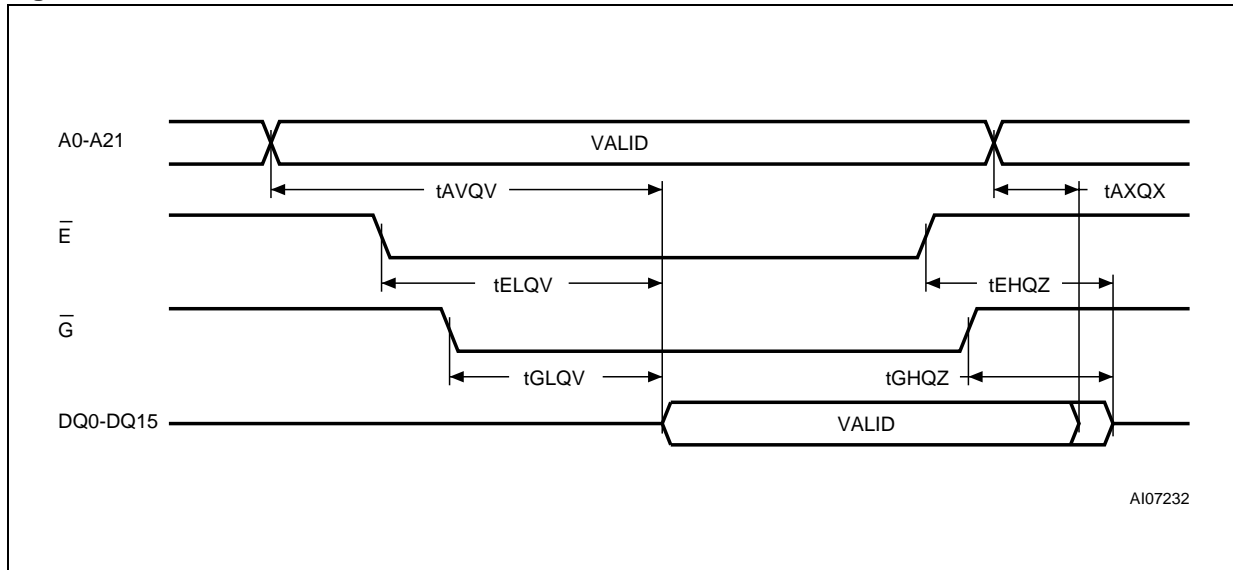 A0-A21
VALID
tAVQV
tAXQX
E̅
tELQV
tEHQZ
G̅
tGLQV
tGHQZ
DQ0-DQ15
VALID
AI07232